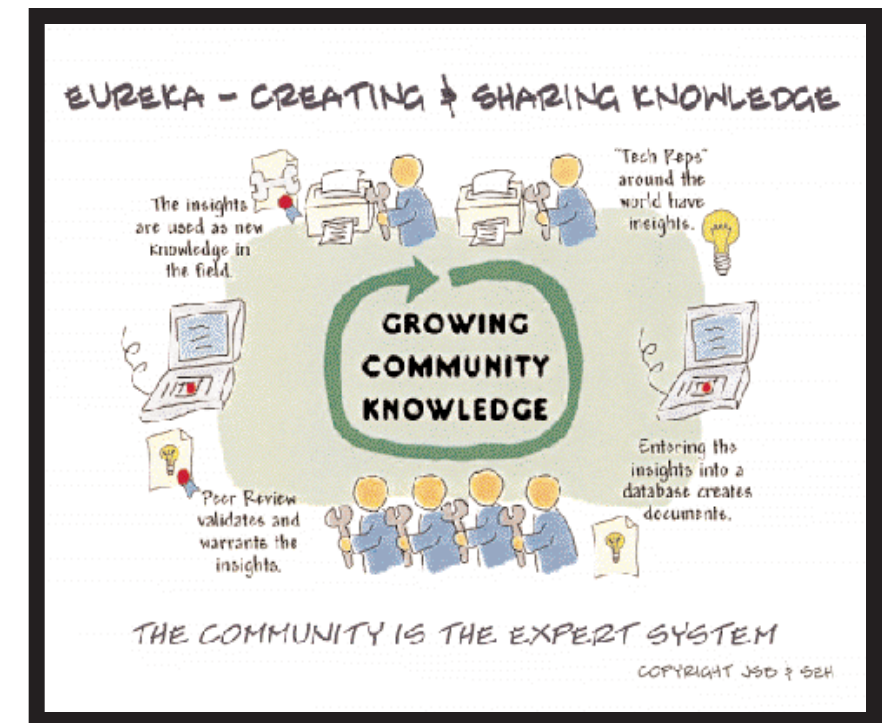 EUREKA – CREATING & SHARING KNOWLEDGE
"Tech Reps"
around the
world have
insights.
The insights
are used as new
knowledge in
the field.
GROWING
COMMUNITY
KNOWLEDGE
Entering the
insights into a
database creates
documents.
Peer Review
validates and
warrants the
insights.
THE COMMUNITY IS THE EXPERT SYSTEM
COPYRIGHT JSB & SZH